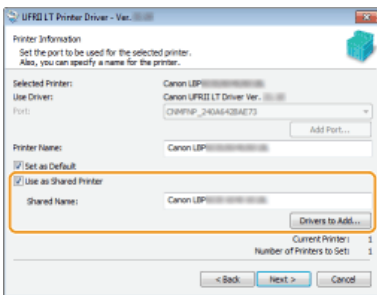 UFRII LT Printer Driver - Ver.
Printer Information
Set the port to be used for the selected printer.
Also, you can specify a name for the printer.
Selected Printer: Canon LBP
Use Driver: Canon UFRII LT Driver Ver.
Port: CNMFNP_240A642BAE73
Add Port...
Printer Name: Canon LBP
Set as Default
Use as Shared Printer
Shared Name: Canon LBP
Drivers to Add...
Current Printer: 1
Number of Printers to Set: 1
< Back Next > Cancel